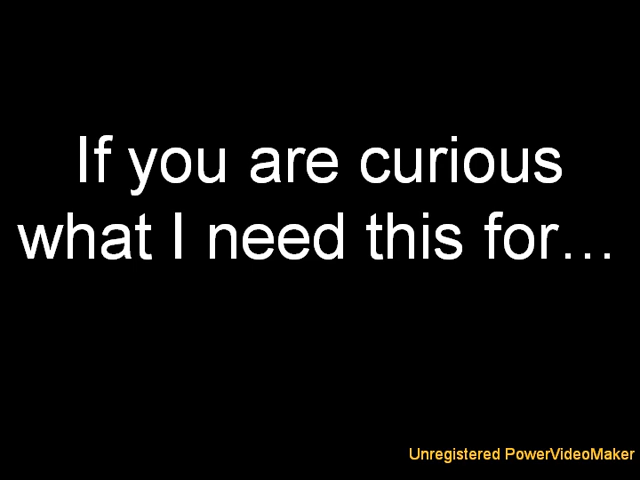 If you are curious
what I need this for...
Unregistered PowerVideoMaker